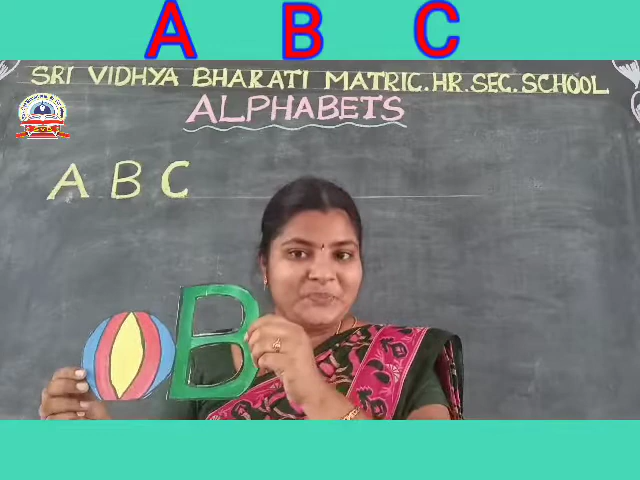 A B C
SRI VIDHYA BHARATI MATRIC.HR.SEC.SCHOOL
ALPHABETS
A B C
B